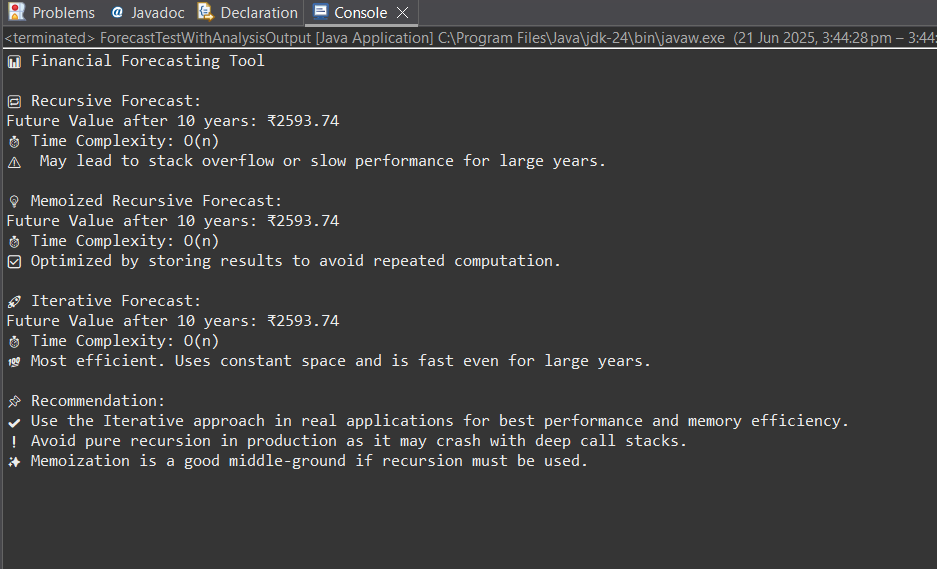 Problems @ Javadoc Declaration Console
<terminated> ForecastTestWithAnalysisOutput [Java Application] C:\Program Files\Java\jdk-24\bin\javaw.exe (21 Jun 2025, 3:44:28 pm – 3:44:
📊 Financial Forecasting Tool
🔁 Recursive Forecast:
Future Value after 10 years: ₹2593.74
⏱ Time Complexity: O(n)
⚠ May lead to stack overflow or slow performance for large years.
💡 Memoized Recursive Forecast:
Future Value after 10 years: ₹2593.74
⏱ Time Complexity: O(n)
☑ Optimized by storing results to avoid repeated computation.
🚀 Iterative Forecast:
Future Value after 10 years: ₹2593.74
⏱ Time Complexity: O(n)
💯 Most efficient. Uses constant space and is fast even for large years.
📌 Recommendation:
✔ Use the Iterative approach in real applications for best performance and memory efficiency.
❗ Avoid pure recursion in production as it may crash with deep call stacks.
✨ Memoization is a good middle-ground if recursion must be used.